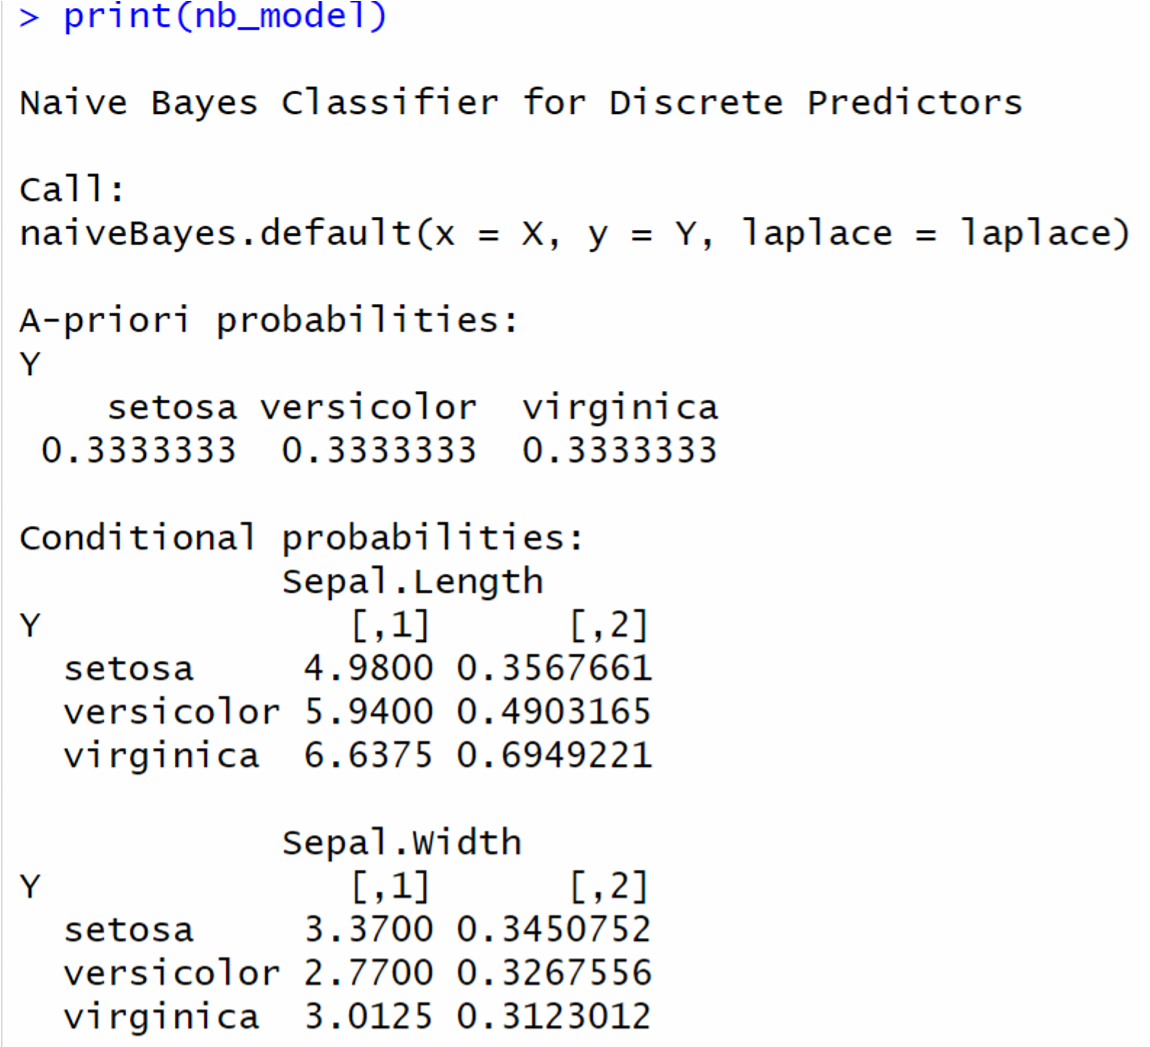 > print(nb_model)
Naive Bayes Classifier for Discrete Predictors
Call:
naiveBayes.default(x = X, y = Y, laplace = laplace)
A-priori probabilities:
Y
    setosa versicolor  virginica
 0.3333333  0.3333333  0.3333333
Conditional probabilities:
            Sepal.Length
Y              [,1]      [,2]
  setosa     4.9800 0.3567661
  versicolor 5.9400 0.4903165
  virginica  6.6375 0.6949221
            Sepal.Width
Y              [,1]      [,2]
  setosa     3.3700 0.3450752
  versicolor 2.7700 0.3267556
  virginica  3.0125 0.3123012